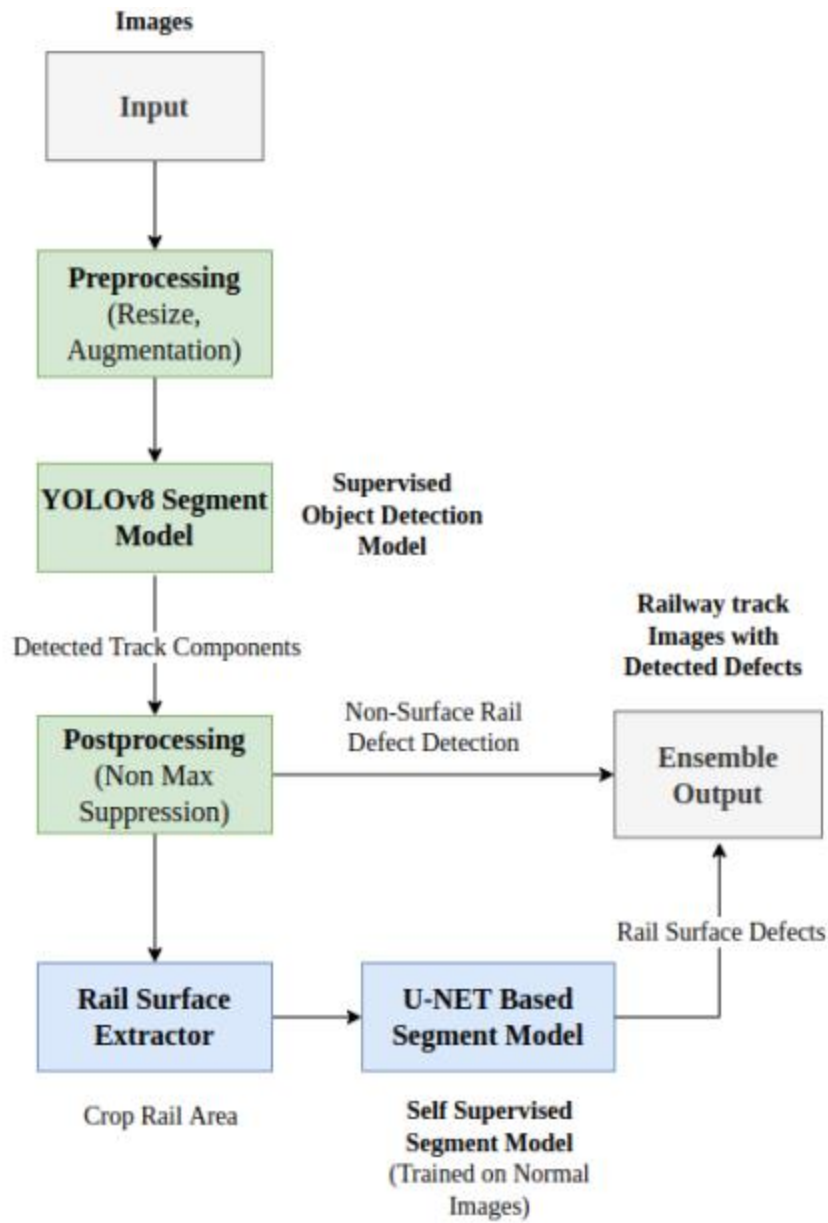 Images
Input
Preprocessing
(Resize,
Augmentation)
YOLOv8 Segment
Model
Supervised
Object Detection
Model
Detected Track Components
Railway track
Images with
Detected Defects
Postprocessing
(Non Max
Suppression)
Non-Surface Rail
Defect Detection
Ensemble
Output
Rail Surface Defects
Rail Surface
Extractor
U-NET Based
Segment Model
Crop Rail Area
Self Supervised
Segment Model
(Trained on Normal
Images)